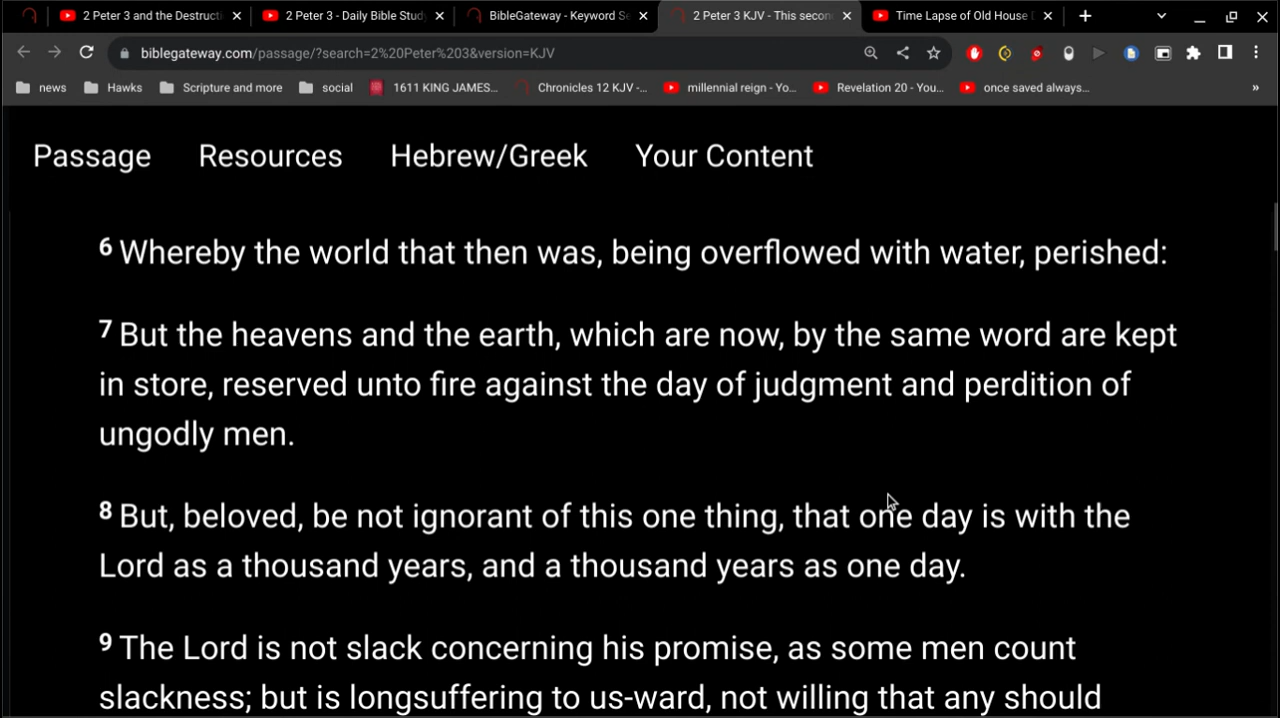 2 Peter 3 and the Destructi
2 Peter 3 - Daily Bible Study
BibleGateway - Keyword Se
2 Peter 3 KJV - This secon
Time Lapse of Old House
biblegateway.com/passage/?search=2%20Peter%203&version=KJV
news Hawks Scripture and more social 1611 KING JAMES... Chronicles 12 KJV -... millennial reign - Yo... Revelation 20 - You... once saved always... »
Passage Resources Hebrew/Greek Your Content
6 Whereby the world that then was, being overflowed with water, perished:
7 But the heavens and the earth, which are now, by the same word are kept
in store, reserved unto fire against the day of judgment and perdition of
ungodly men.
8 But, beloved, be not ignorant of this one thing, that one day is with the
Lord as a thousand years, and a thousand years as one day.
9 The Lord is not slack concerning his promise, as some men count
slackness; but is longsuffering to us-ward, not willing that any should